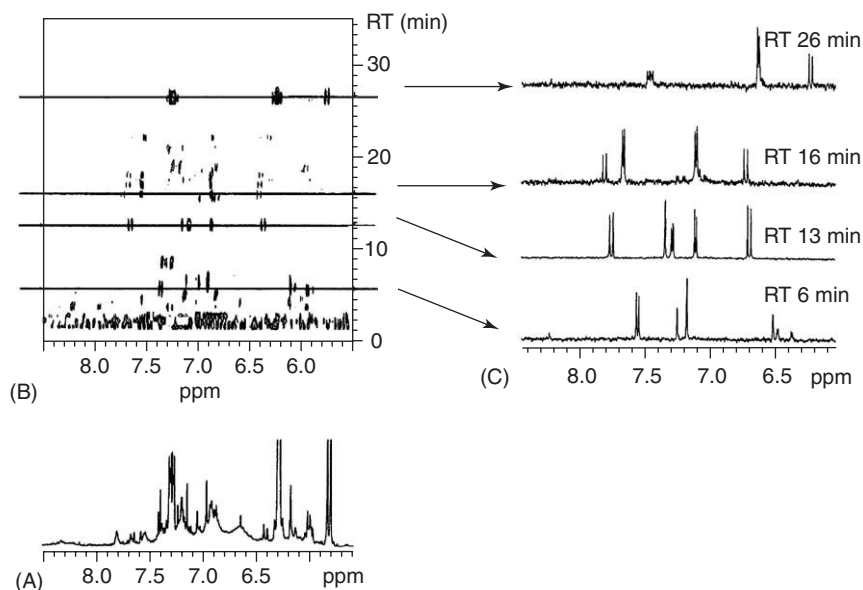 RT (min)
30
20
10
0
8.0 7.5 7.0 6.5 6.0
ppm
(B)
RT 26 min
RT 16 min
RT 13 min
RT 6 min
8.0 7.5 7.0 6.5 ppm
(C)
8.0 7.5 7.0 6.5 ppm
(A)